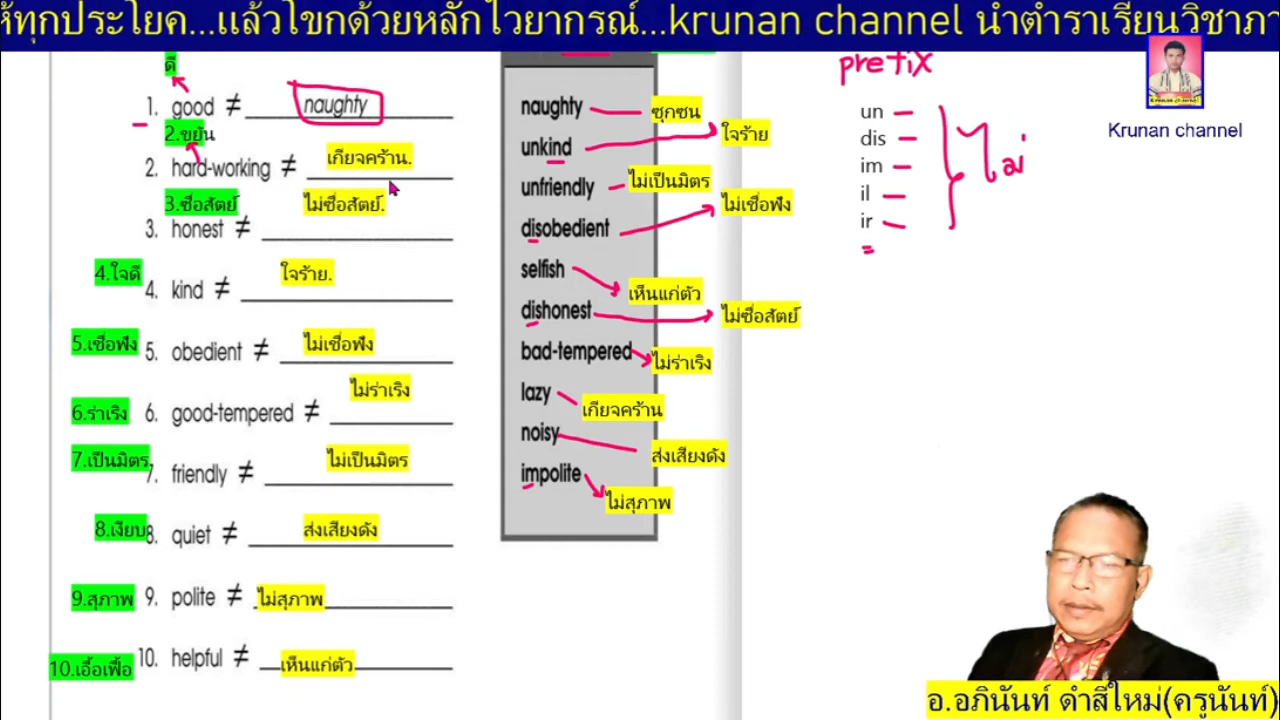 ห้ทุกประโยค...แล้วไขกด้วยหลักไวยากรณ์...krunan channel นำตำราเรียนวิชาภา
ดี
1. good ≠ naughty
2.ขยัน
2. hard-working ≠ เกียจคร้าน.
3.ซื่อสัตย์ ไม่ซื่อสัตย์.
3. honest ≠
4.ใจดี ใจร้าย.
4. kind ≠
5.เชื่อฟัง ไม่เชื่อฟัง
5. obedient ≠
ไม่ร่าเริง
6.ร่าเริง 6. good-tempered ≠
7.เป็นมิตร ไม่เป็นมิตร
7. friendly ≠
8.เงียบ ส่งเสียงดัง
8. quiet ≠
9.สุภาพ 9. polite ≠ ไม่สุภาพ
10.เอื้อเฟื้อ 10. helpful ≠ เห็นแก่ตัว
naughty ซุกซน
unkind ใจร้าย
unfriendly ไม่เป็นมิตร
disobedient ไม่เชื่อฟัง
selfish เห็นแก่ตัว
dishonest ไม่ซื่อสัตย์
bad-tempered ไม่ร่าเริง
lazy เกียจคร้าน
noisy ส่งเสียงดัง
impolite ไม่สุภาพ
prefix
un
dis
im
il
ir
ไม่
Krunan channel
อ.อภินันท์ ดำสีใหม่(ครูนันท์)